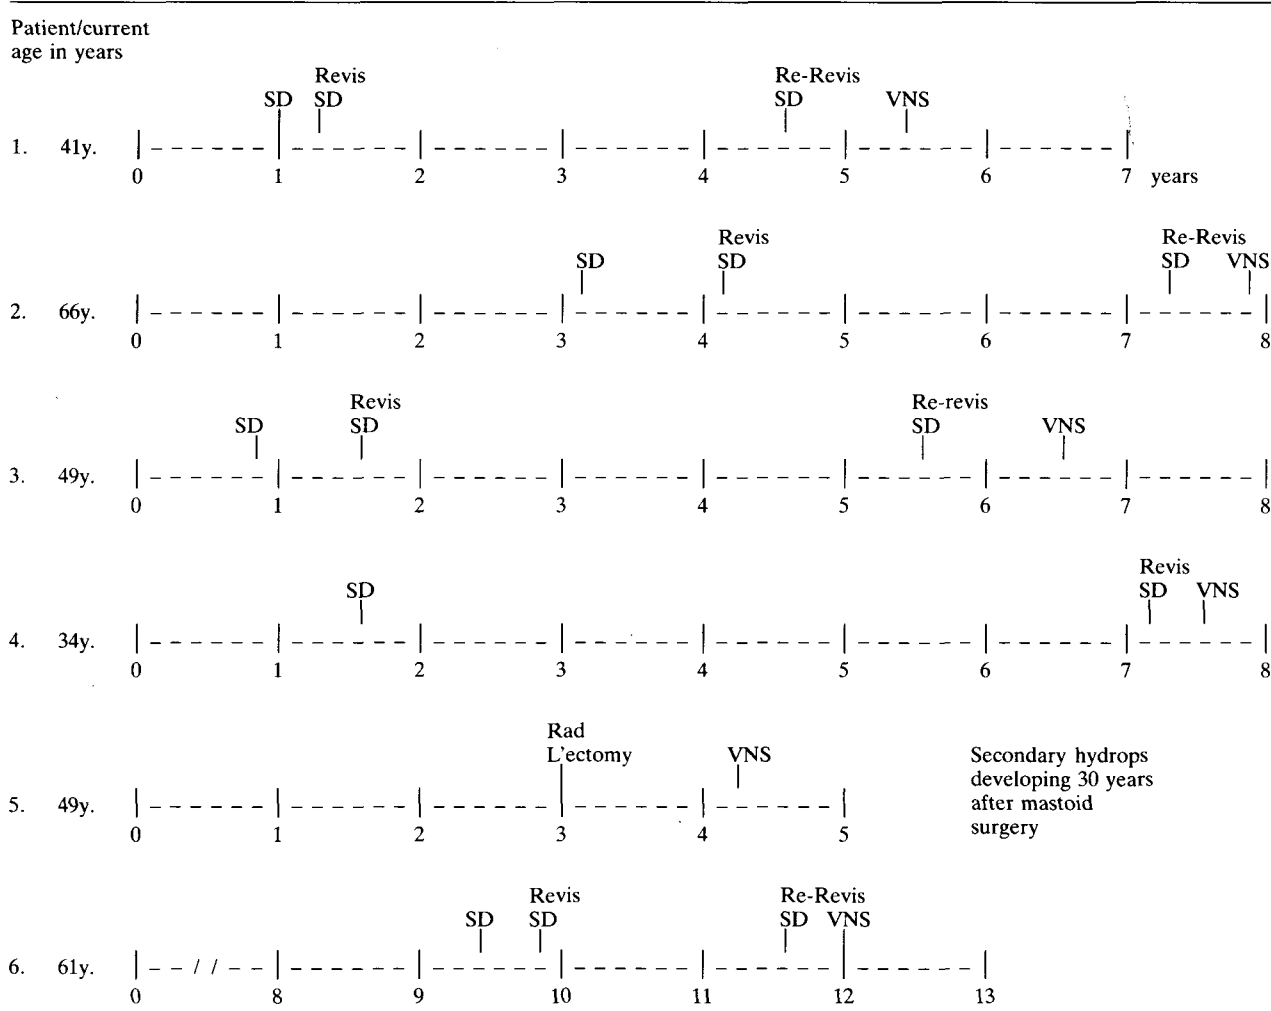 Patient/current
age in years
Revis
Re-Revis
SD
SD
SD
VNS
1. 41y.
0 1 2 3 4 5 6 7 years
Revis
Re-Revis
SD
SD
SD
VNS
2. 66y.
0 1 2 3 4 5 6 7 8
Revis
Re-revis
SD
SD
SD
VNS
3. 49y.
0 1 2 3 4 5 6 7 8
Revis
SD
SD
VNS
4. 34y.
0 1 2 3 4 5 6 7 8
Rad
L'ectomy
VNS
Secondary hydrops
developing 30 years
after mastoid
surgery
5. 49y.
0 1 2 3 4 5
Revis
Re-Revis
SD
SD
SD
VNS
6. 61y.
0 8 9 10 11 12 13